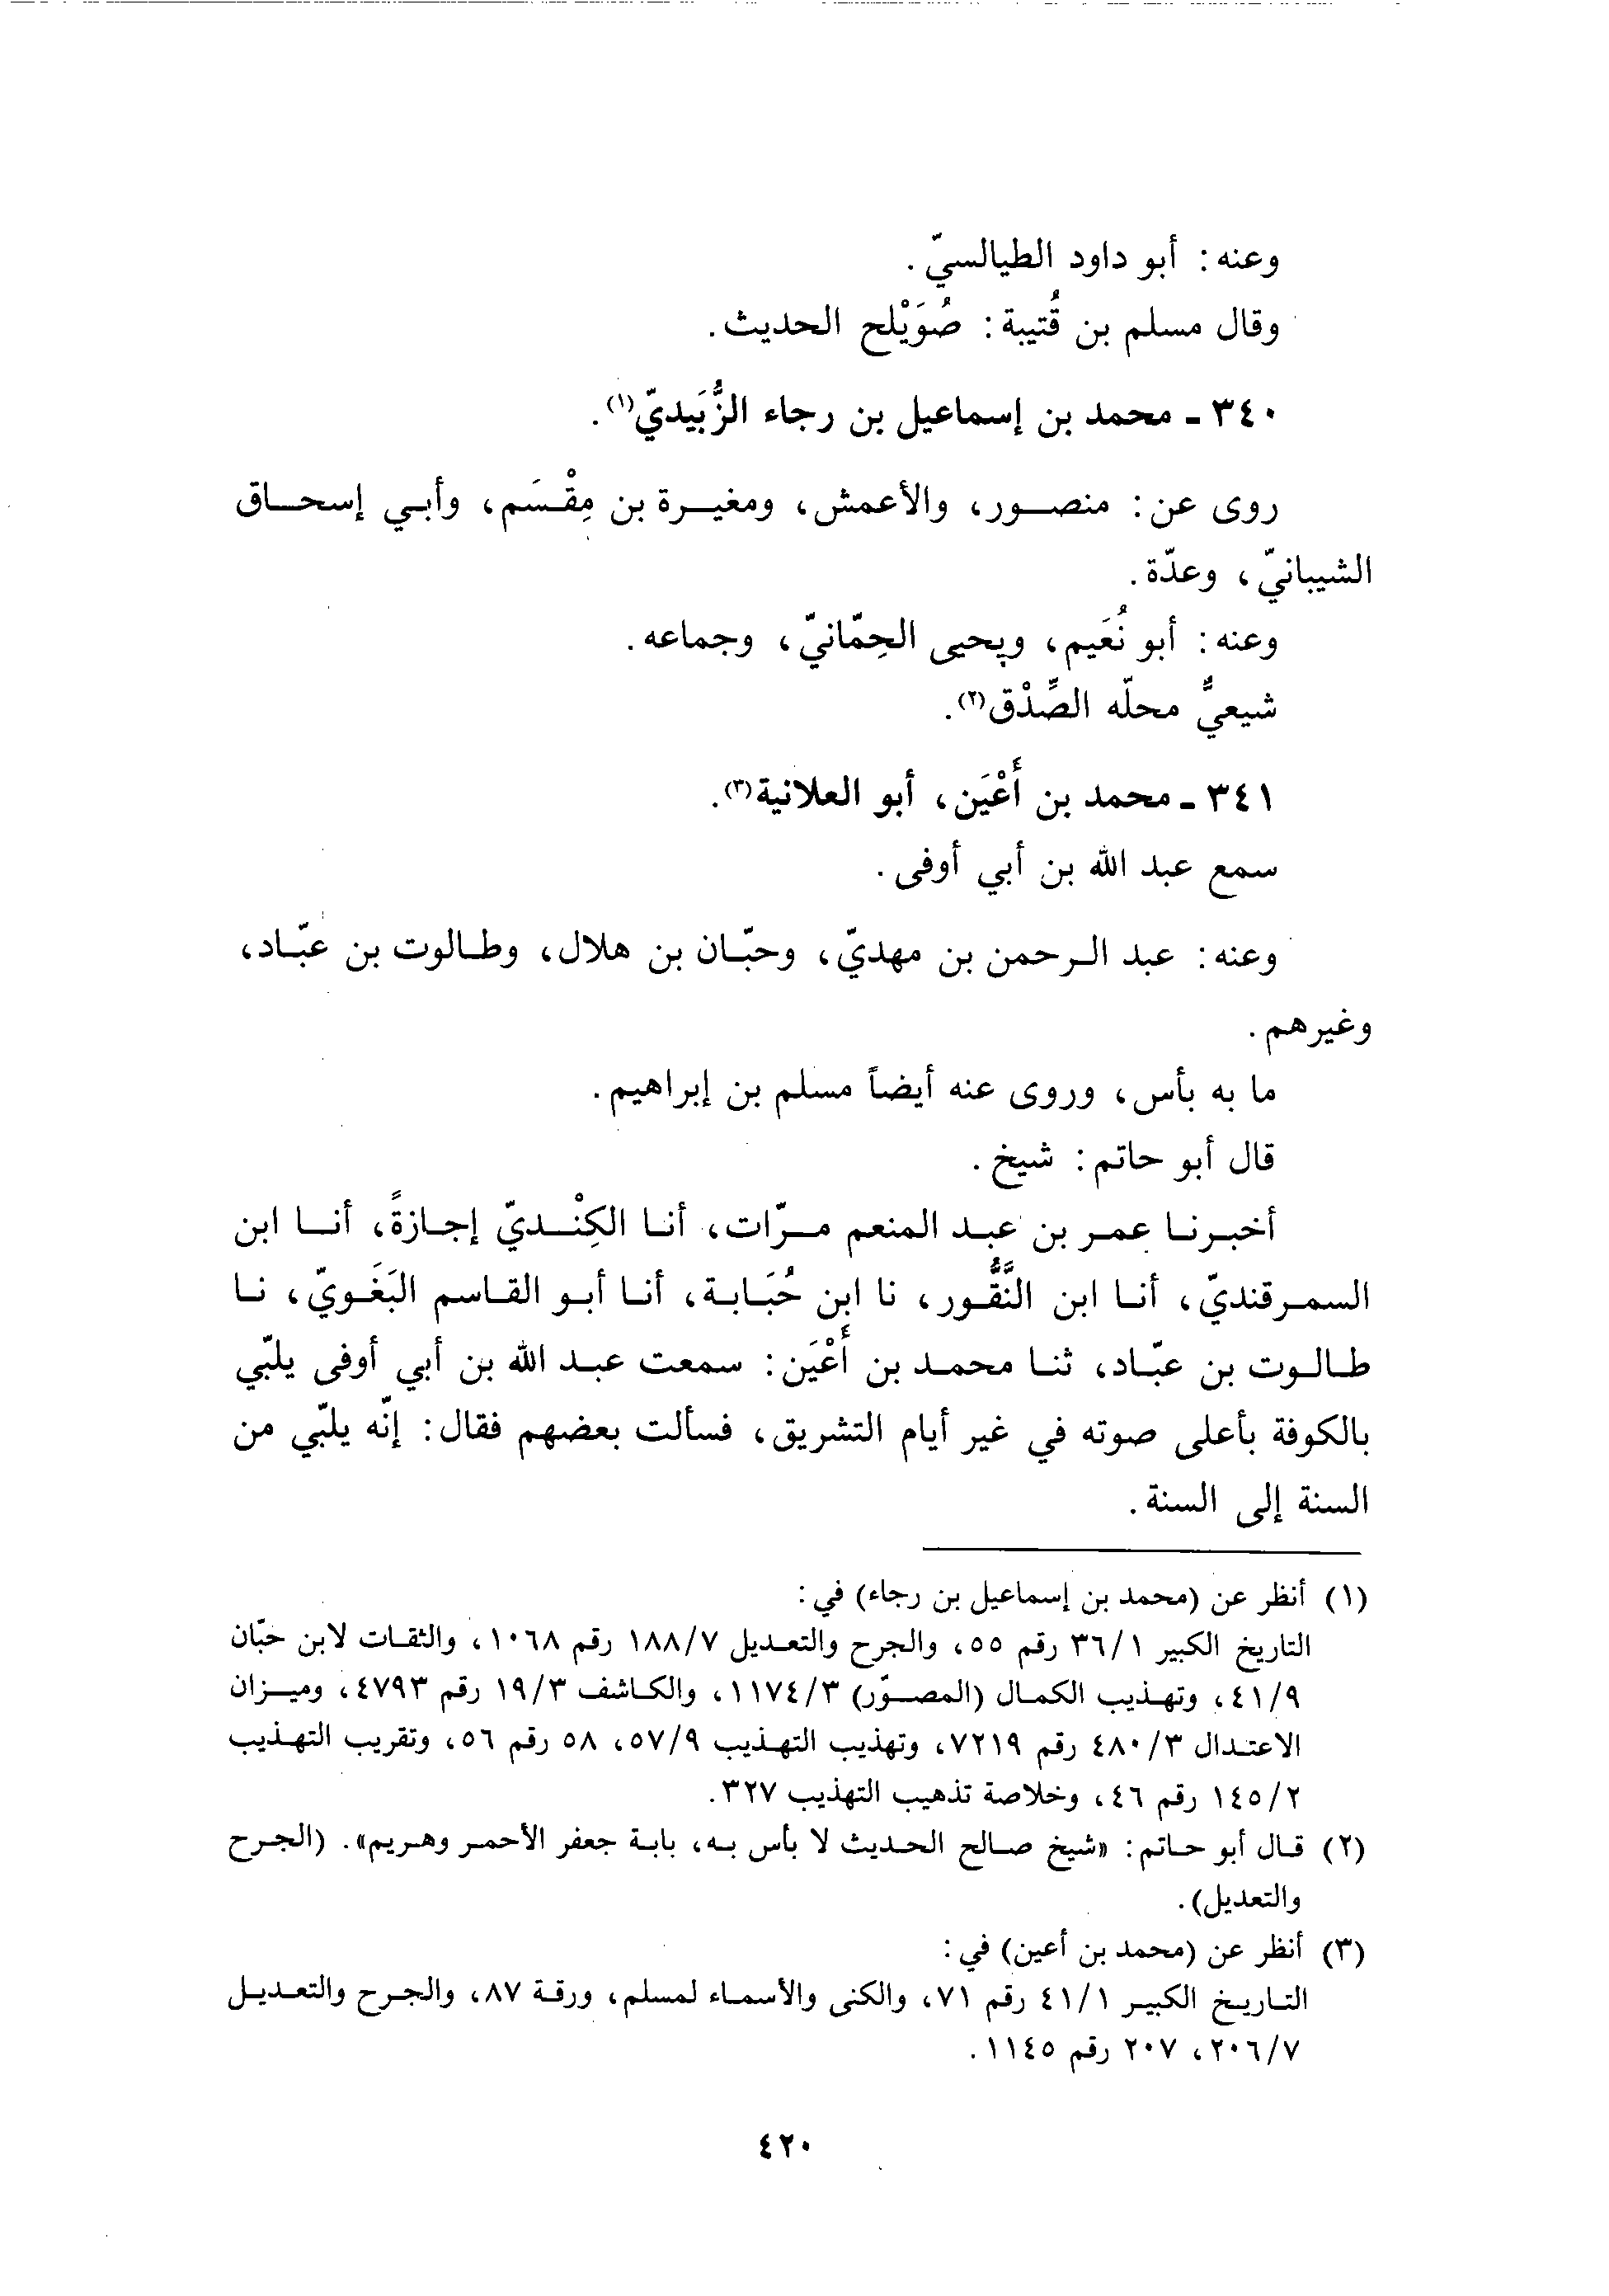 وعنه: أبو داود الطيالسيّ.
وقال مسلم بن قُتيبة: صُوَيْلح الحديث.
٣٤٠ - محمد بن إسماعيل بن رجاء الزُّبَيديّ(١).
روى عن: منصور، والأعمش، ومغيرة بن مِقْسَم، وأبي إسحاق
الشيبانيّ، وعدّة.
وعنه: أبو نُعَيم، ويحيى الحِمّانيّ، وجماعه.
شيعيٌّ محلّه الصِّدْق(٢).
٣٤١ - محمد بن أَعْيَن، أبو العلانية(٣).
سمع عبد الله بن أبي أوفى.
وعنه: عبد الرحمن بن مهديّ، وحبّان بن هلال، وطالوت بن عبّاد،
وغيرهم.
ما به بأس، وروى عنه أيضاً مسلم بن إبراهيم.
قال أبو حاتم: شيخ.
أخبرنا عمر بن عبد المنعم مرّات، أنا الكِنْديّ إجازةً، أنا ابن
السمرقنديّ، أنا ابن النَّقُّور، نا ابن حُبَابة، أنا أبو القاسم البَغَويّ، نا
طالوت بن عبّاد، ثنا محمد بن أَعْيَن: سمعت عبد الله بن أبي أوفى يلبّي
بالكوفة بأعلى صوته في غير أيام التشريق، فسألت بعضهم فقال: إنّه يلبّي من
السنة إلى السنة.
(١) أنظر عن (محمد بن إسماعيل بن رجاء) في:
التاريخ الكبير ٣٦/١ رقم ٥٥، والجرح والتعديل ١٨٨/٧ رقم ١٠٦٨، والثقات لابن حبّان
٤١/٩، وتهذيب الكمال (المصوّر) ١١٧٤/٣، والكاشف ١٩/٣ رقم ٤٧٩٣، وميزان
الاعتدال ٤٨٠/٣ رقم ٧٢١٩، وتهذيب التهذيب ٥٧/٩، ٥٨ رقم ٥٦، وتقريب التهذيب
١٤٥/٢ رقم ٤٦، وخلاصة تذهيب التهذيب ٣٢٧.
(٢) قال أبو حاتم: «شيخ صالح الحديث لا بأس به، بابة جعفر الأحمر وهريم». (الجرح
والتعديل).
(٣) أنظر عن (محمد بن أعين) في:
التاريخ الكبير ٤١/١ رقم ٧١، والكنى والأسماء لمسلم، ورقة ٨٧، والجرح والتعديل
٢٠٦/٧، ٢٠٧ رقم ١١٤٥.
٤٢٠